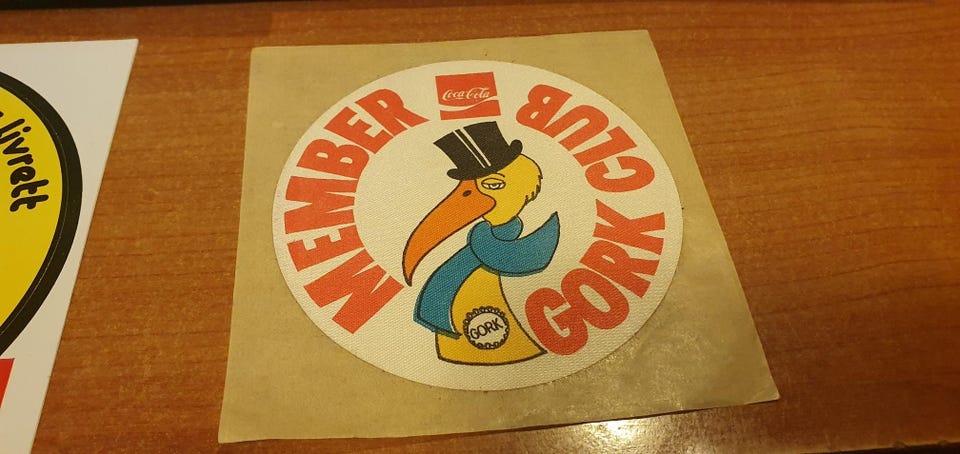 MEMBER
Coca-Cola
GORK CLUB
GORK
livrett